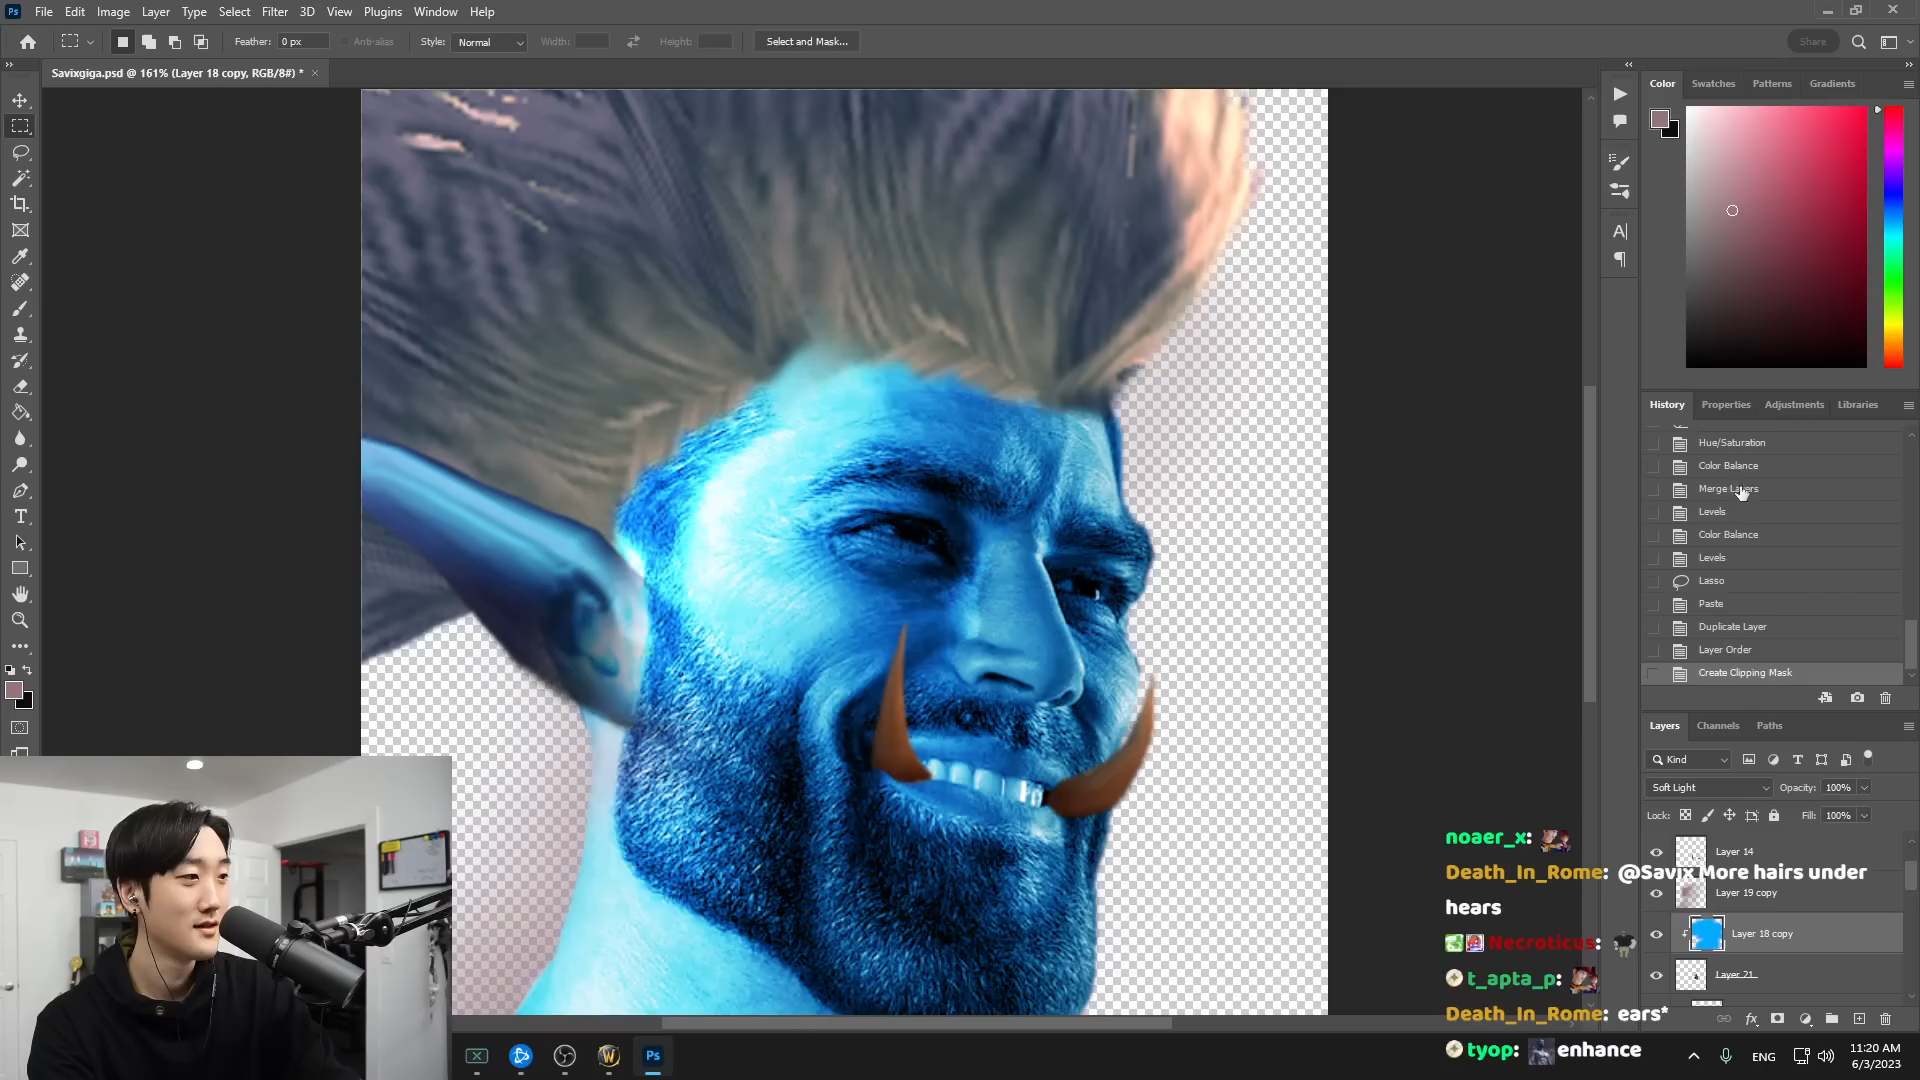 Ps File Edit Image Layer Type Select Filter 3D View Plugins Window Help
Feather: 0 px Anti-alias Style: Normal Width: Height: Select and Mask... Share
Savixgiga.psd @ 161% (Layer 18 copy, RGB/8#) *
Color Swatches Patterns Gradients
History Properties Adjustments Libraries
Hue/Saturation
Color Balance
Merge Layers
Levels
Color Balance
Levels
Lasso
Paste
Duplicate Layer
Layer Order
Create Clipping Mask
Layers Channels Paths
Kind
Soft Light Opacity: 100%
Lock: Fill: 100%
Layer 14
Layer 19 copy
Layer 18 copy
Layer 21
noaer_x:
Death_In_Rome: @Savix More hairs under
hears
Necroticus:
t_apta_p:
Death_In_Rome: ears*
tyop: enhance
Ps
ENG
11:20 AM
6/3/2023